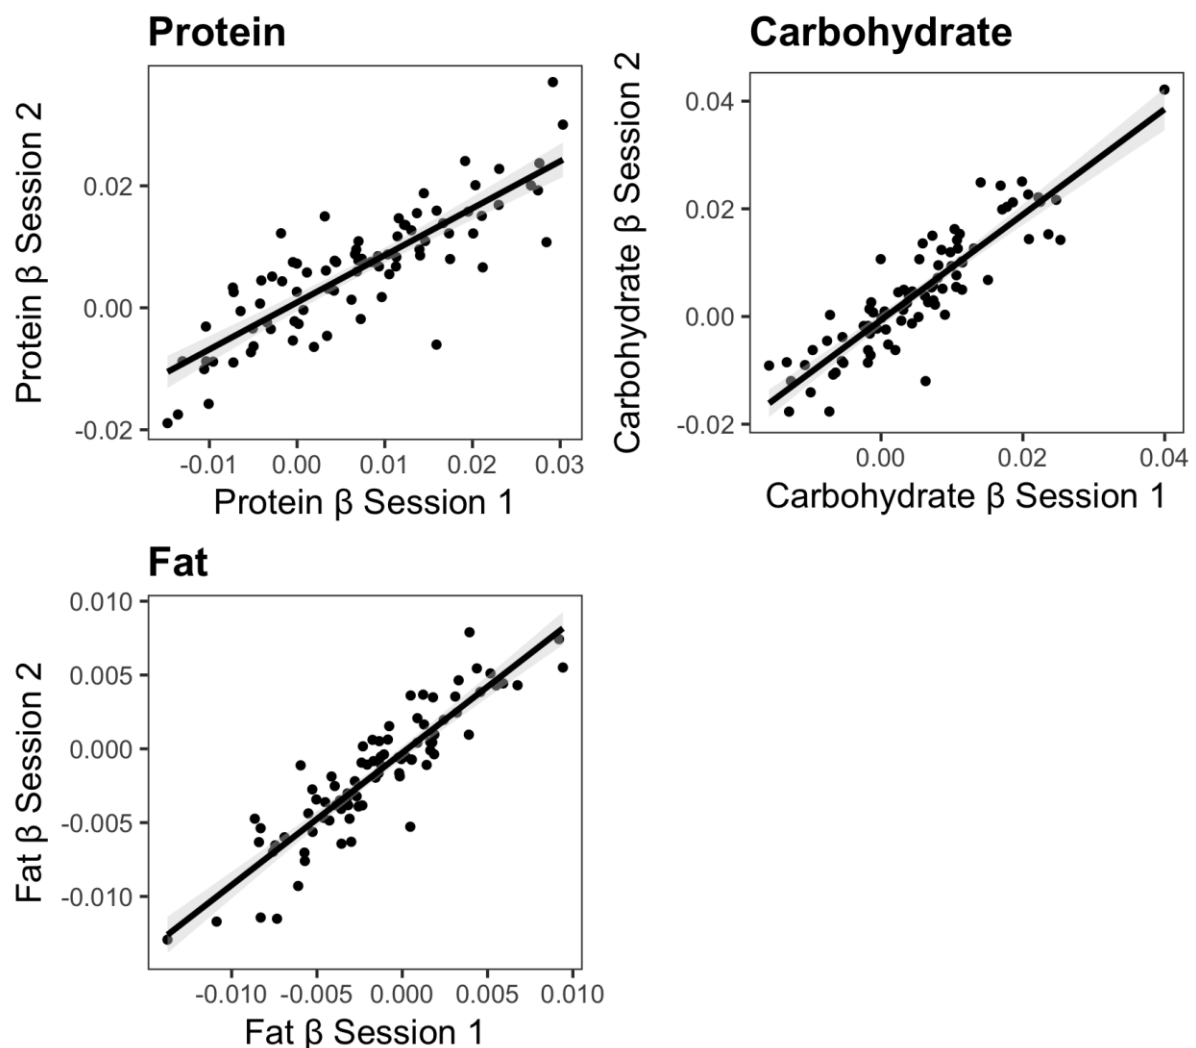 Protein
Protein β Session 2
0.02
0.00
-0.02
-0.01 0.00 0.01 0.02 0.03
Protein β Session 1
Carbohydrate
Carbohydrate β Session 2
0.04
0.02
0.00
-0.02
0.00 0.02 0.04
Carbohydrate β Session 1
Fat
Fat β Session 2
0.010
0.005
0.000
-0.005
-0.010
-0.010 -0.005 0.000 0.005 0.010
Fat β Session 1